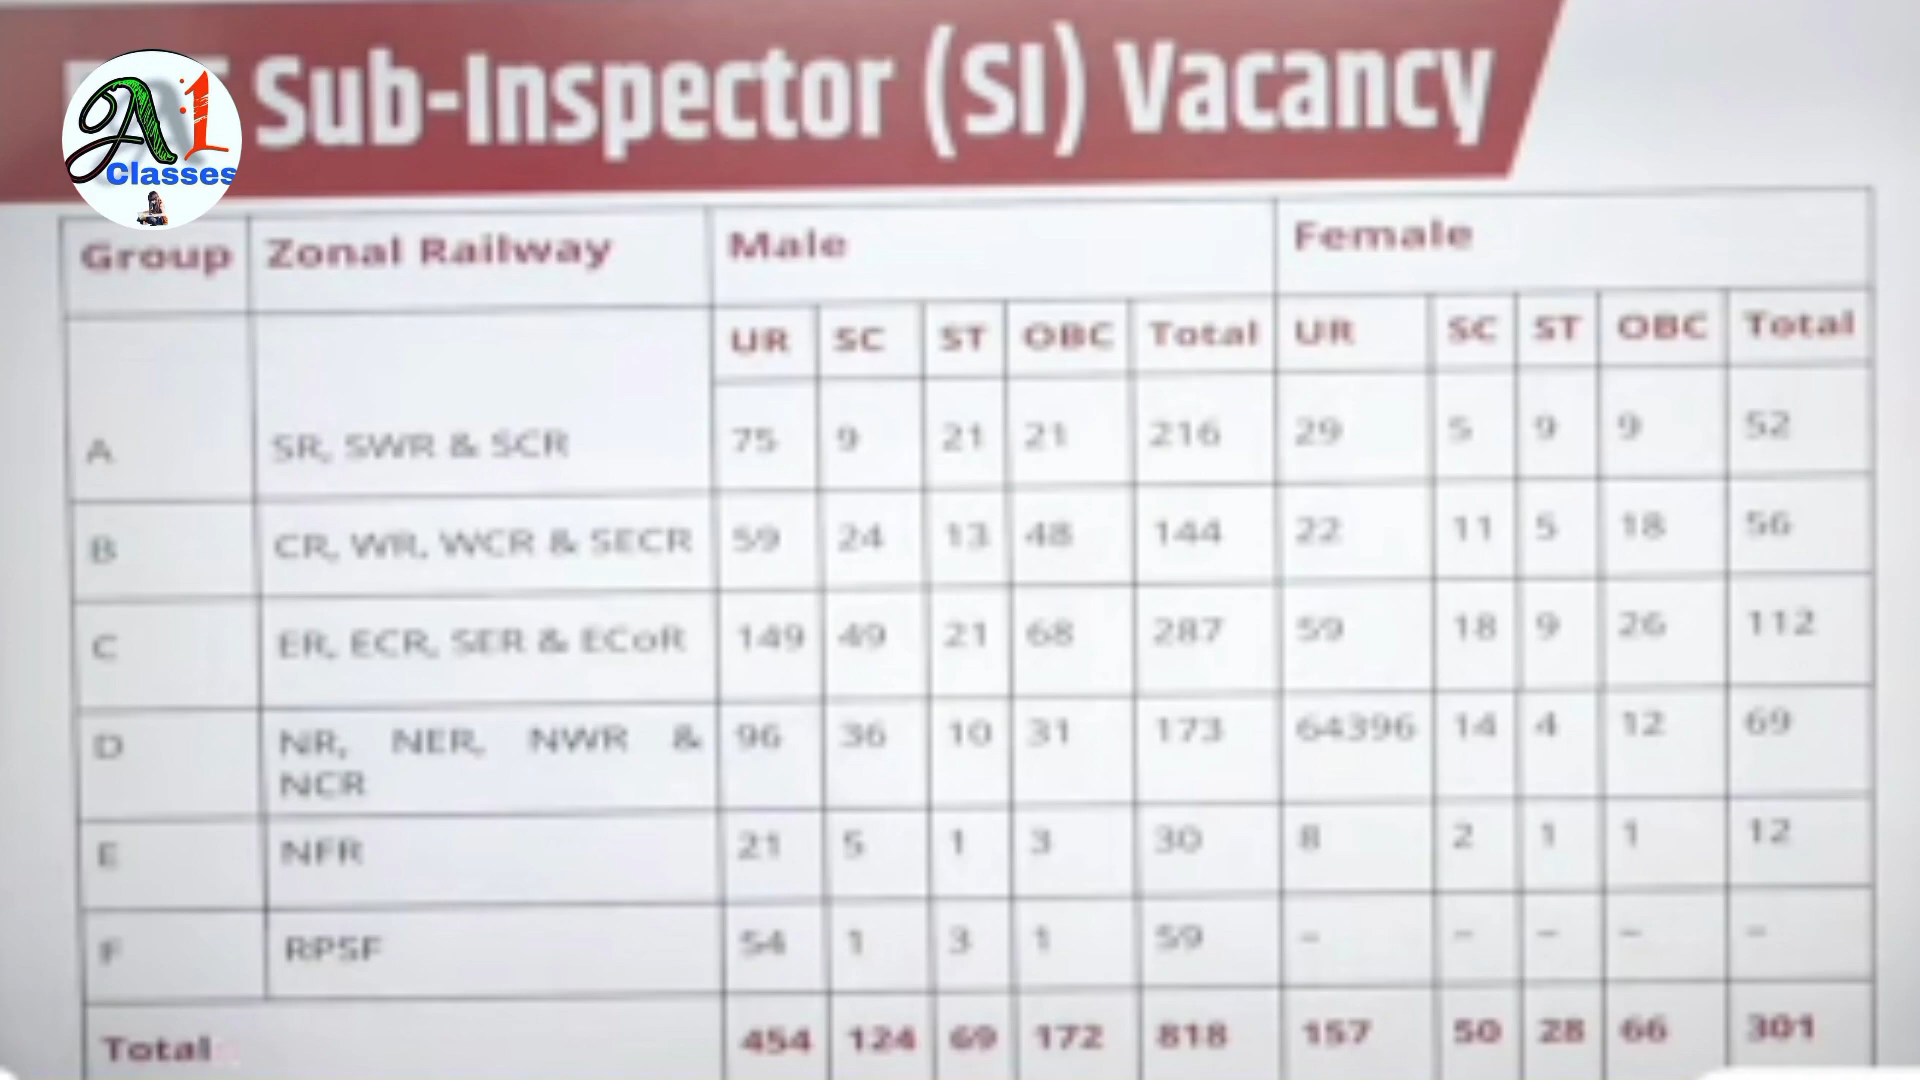 Sub-Inspector (SI) Vacancy
A1
Classes
Group Zonal Railway Male Female
UR SC ST OBC Total UR SC ST OBC Total
A SR, SWR & SCR 75 9 21 21 216 29 5 9 9 52
B CR, WR, WCR & SECR 59 24 13 48 144 22 11 5 18 56
C ER, ECR, SER & ECoR 149 49 21 68 287 59 18 9 26 112
D NR, NER, NWR & 96 36 10 31 173 64396 14 4 12 69
NCR
E NFR 21 5 1 3 30 8 2 1 1 12
F RPSF 54 1 3 1 59 – – – – –
Total 454 124 69 172 818 157 50 28 66 301